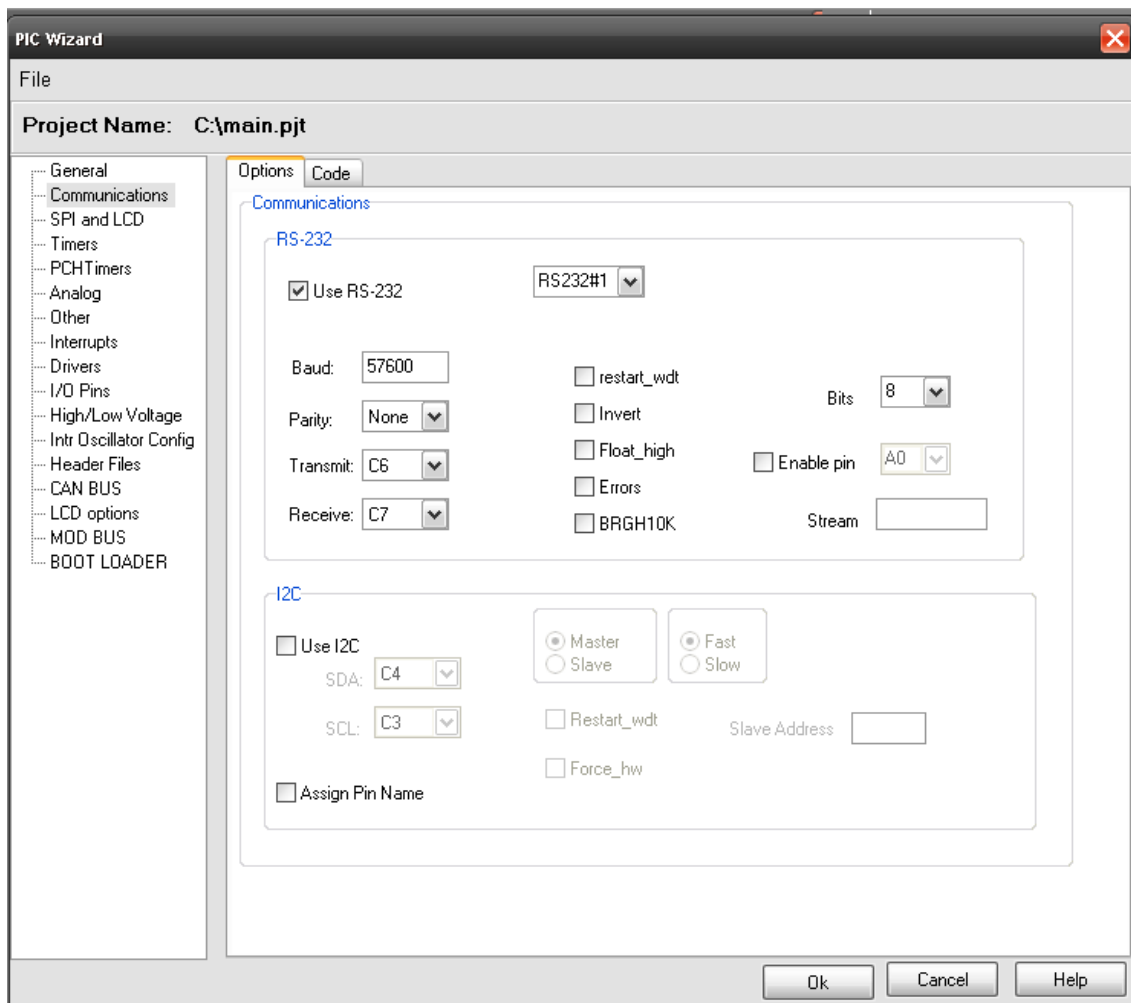 PIC Wizard
File
Project Name: C:\main.pjt
General
Communications
SPI and LCD
Timers
PCHTimers
Analog
Other
Interrupts
Drivers
I/O Pins
High/Low Voltage
Intr Oscillator Config
Header Files
CAN BUS
LCD options
MOD BUS
BOOT LOADER
Options Code
Communications
RS-232
Use RS-232 RS232#1
Baud: 57600
Parity: None
Transmit: C6
Receive: C7
restart_wdt
Invert
Float_high
Errors
BRGH10K
Bits 8
Enable pin A0
Stream
I2C
Use I2C
SDA: C4
SCL: C3
Assign Pin Name
Master
Slave
Fast
Slow
Restart_wdt
Force_hw
Slave Address
Ok Cancel Help